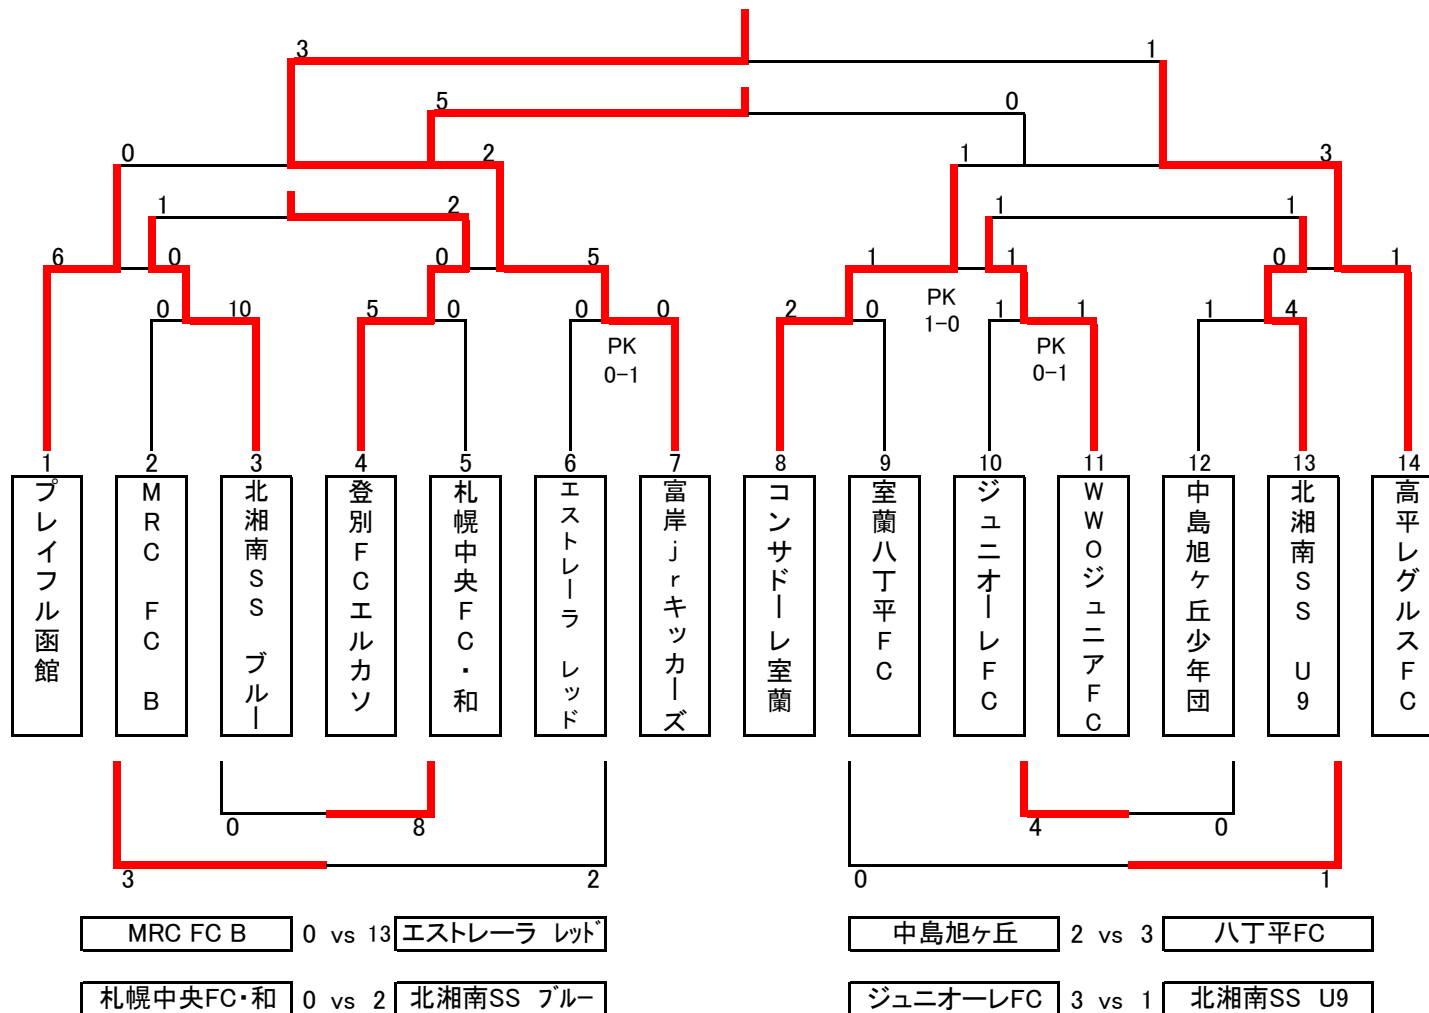 3 1
5 0
0 2 1 3
1 2 1 1
6 0 0 5 1 1 0 1
0 10 5 0 0 0 2 0 PK 1 1 1 4
1-0
PK PK
0-1 0-1
1 2 3 4 5 6 7 8 9 10 11 12 13 14
プレイフル函館
MRC FC B
北湘南SS ブルー
登別FCエルカソ
札幌中央FC・和
エストレーラ レッド
富岸jrキッカーズ
コンサドーレ室蘭
室蘭八丁平FC
ジュニオーレFC
WWOジュニアFC
中島旭ヶ丘少年団
北湘南SS U9
高平レグルスFC
0 8 4 0
3 2 0 1
MRC FC B 0 vs 13 エストレーラ レッド 中島旭ヶ丘 2 vs 3 八丁平FC
札幌中央FC・和 0 vs 2 北湘南SS ブルー ジュニオーレFC 3 vs 1 北湘南SS U9